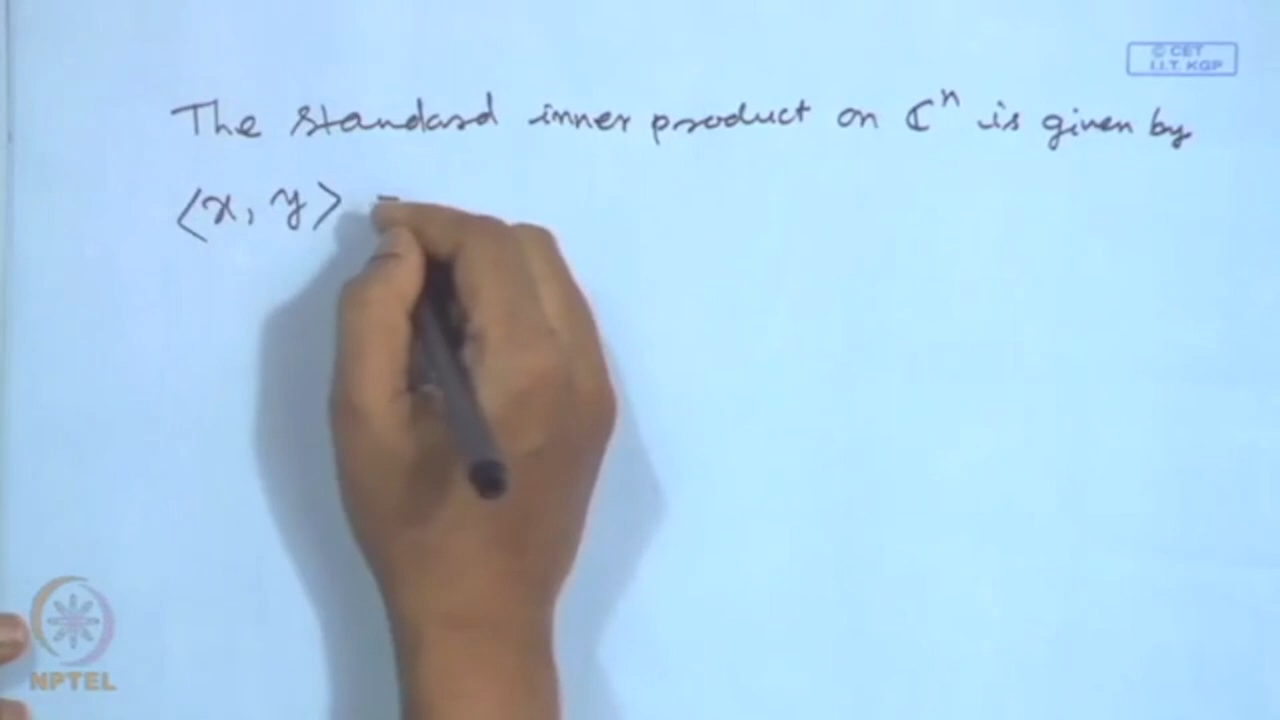 © CET
I.I.T. KGP
The standard inner product on ℂⁿ is given by
⟨x, y⟩ =
NPTEL